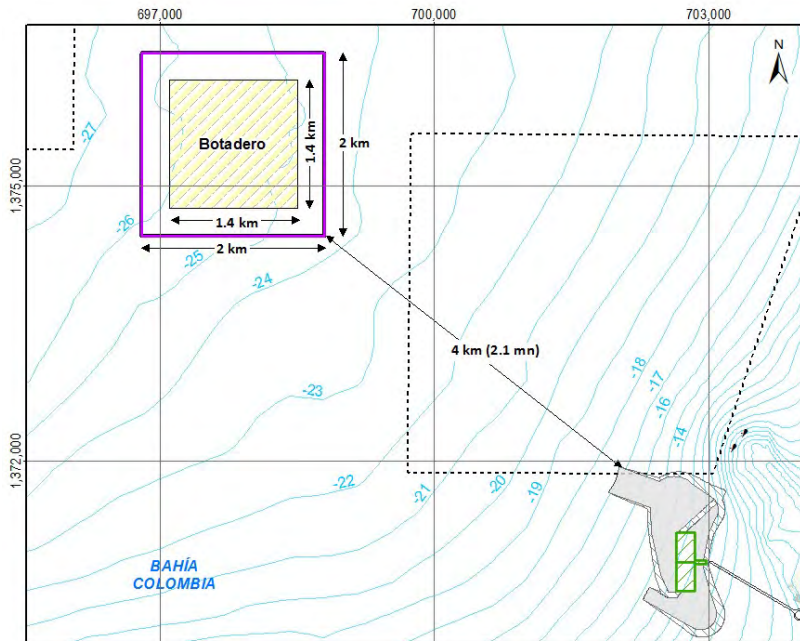 697,000
700,000
703,000
N
-27
Botadero
1.4 km
2 km
1,375,000
1.4 km
-26
2 km
-25
-24
4 km (2.1 mn)
-18
-17
-23
-16
-14
1,372,000
-22
-21
-20
-19
BAHÍA
COLOMBIA